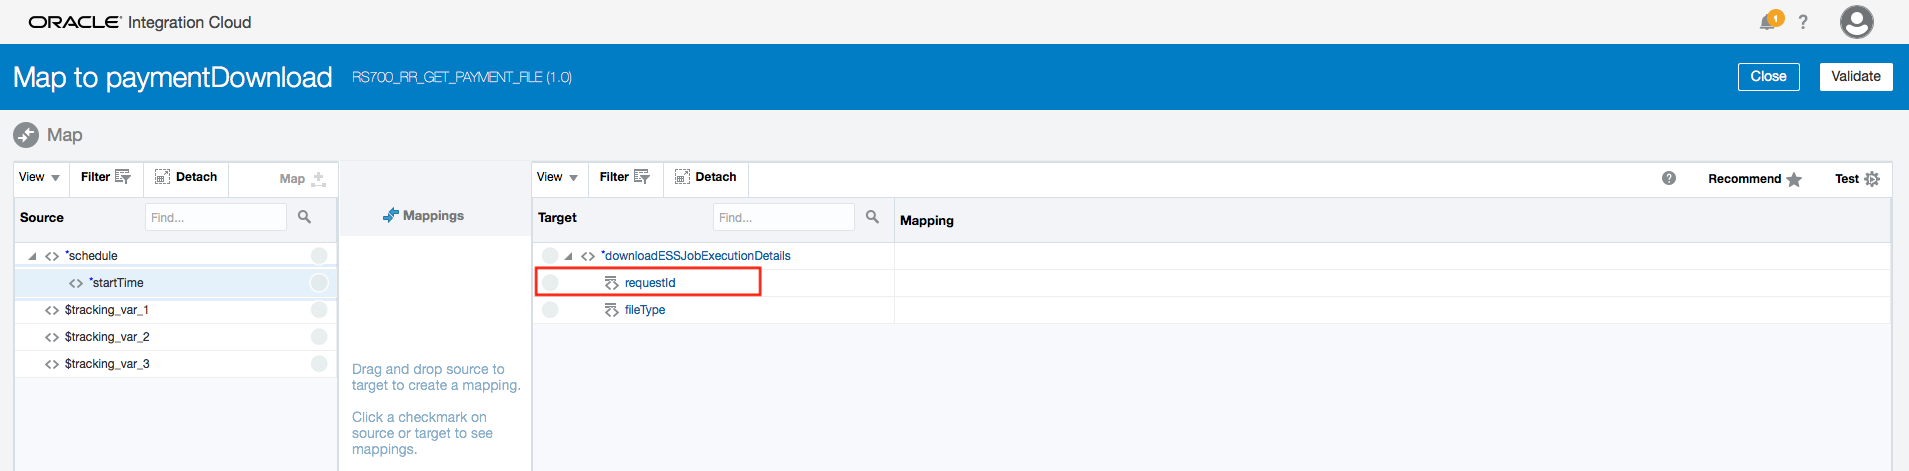 ORACLE® Integration Cloud
1
?
Map to paymentDownload RS700_RR_GET_PAYMENT_FILE (1.0) Close Validate
Map
View Filter Detach Map
View Filter Detach ? Recommend Test
Source Find...
Mappings
Target Find... Mapping
*schedule
*startTime
$tracking_var_1
$tracking_var_2
$tracking_var_3
Drag and drop source to
target to create a mapping.
Click a checkmark on
source or target to see
mappings.
*downloadESSJobExecutionDetails
requestId
fileType